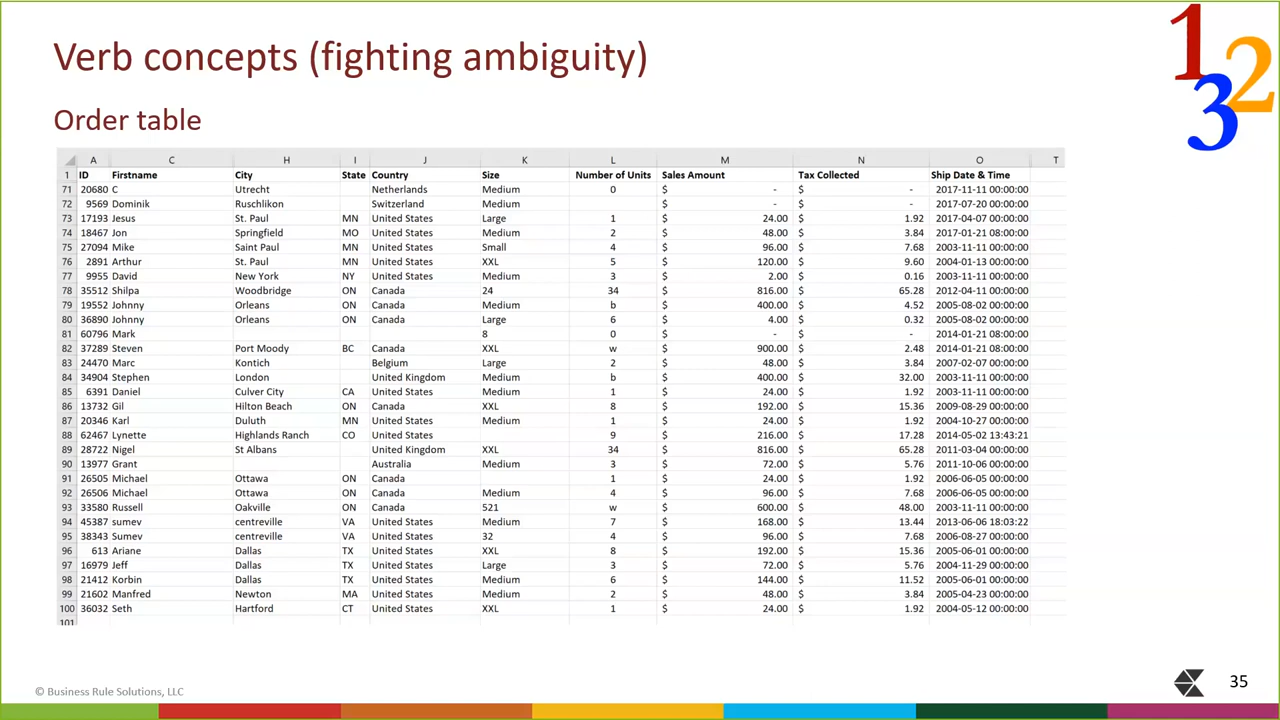 Verb concepts (fighting ambiguity)
1 2 3
Order table
A C H I J K L M N O T
1 ID Firstname City State Country Size Number of Units Sales Amount Tax Collected Ship Date & Time
71 20680 C Utrecht Netherlands Medium 0 $ - $ - 2017-11-11 00:00:00
72 9569 Dominik Ruschlikon Switzerland Medium $ - $ - 2017-07-20 00:00:00
73 17193 Jesus St. Paul MN United States Large 1 $ 24.00 $ 1.92 2017-04-07 00:00:00
74 18467 Jon Springfield MO United States Medium 2 $ 48.00 $ 3.84 2017-01-21 08:00:00
75 27094 Mike Saint Paul MN United States Small 4 $ 96.00 $ 7.68 2003-11-11 00:00:00
76 2891 Arthur St. Paul MN United States XXL 5 $ 120.00 $ 9.60 2004-01-13 00:00:00
77 9955 David New York NY United States Medium 3 $ 2.00 $ 0.16 2003-11-11 00:00:00
78 35512 Shilpa Woodbridge ON Canada 24 34 $ 816.00 $ 65.28 2012-04-11 00:00:00
79 19552 Johnny Orleans ON Canada Medium b $ 400.00 $ 4.52 2005-08-02 00:00:00
80 36890 Johnny Orleans ON Canada Large 6 $ 4.00 $ 0.32 2005-08-02 00:00:00
81 60796 Mark 8 0 $ - $ - 2014-01-21 08:00:00
82 37289 Steven Port Moody BC Canada XXL w $ 900.00 $ 2.48 2014-01-21 08:00:00
83 24470 Marc Kontich Belgium Large 2 $ 48.00 $ 3.84 2007-02-07 00:00:00
84 34904 Stephen London United Kingdom Medium b $ 400.00 $ 32.00 2003-11-11 00:00:00
85 6391 Daniel Culver City CA United States Medium 1 $ 24.00 $ 1.92 2003-11-11 00:00:00
86 13732 Gil Hilton Beach ON Canada XXL 8 $ 192.00 $ 15.36 2009-08-29 00:00:00
87 20346 Karl Duluth MN United States Medium 1 $ 24.00 $ 1.92 2004-10-27 00:00:00
88 62467 Lynette Highlands Ranch CO United States 9 $ 216.00 $ 17.28 2014-05-02 13:43:21
89 28722 Nigel St Albans United Kingdom XXL 34 $ 816.00 $ 65.28 2011-03-04 00:00:00
90 13977 Grant Australia Medium 3 $ 72.00 $ 5.76 2011-10-06 00:00:00
91 26505 Michael Ottawa ON Canada 1 $ 24.00 $ 1.92 2006-06-05 00:00:00
92 26506 Michael Ottawa ON Canada Medium 4 $ 96.00 $ 7.68 2006-06-05 00:00:00
93 33580 Russell Oakville ON Canada 521 w $ 600.00 $ 48.00 2003-11-11 00:00:00
94 45387 sumev centreville VA United States Medium 7 $ 168.00 $ 13.44 2013-06-06 18:03:22
95 38343 Sumev centreville VA United States 32 4 $ 96.00 $ 7.68 2006-08-27 00:00:00
96 613 Ariane Dallas TX United States XXL 8 $ 192.00 $ 15.36 2005-06-01 00:00:00
97 16979 Jeff Dallas TX United States Large 3 $ 72.00 $ 5.76 2004-11-29 00:00:00
98 21412 Korbin Dallas TX United States Medium 6 $ 144.00 $ 11.52 2005-06-01 00:00:00
99 21602 Manfred Newton MA United States Medium 2 $ 48.00 $ 3.84 2005-04-23 00:00:00
100 36032 Seth Hartford CT United States XXL 1 $ 24.00 $ 1.92 2004-05-12 00:00:00
101
© Business Rule Solutions, LLC
35